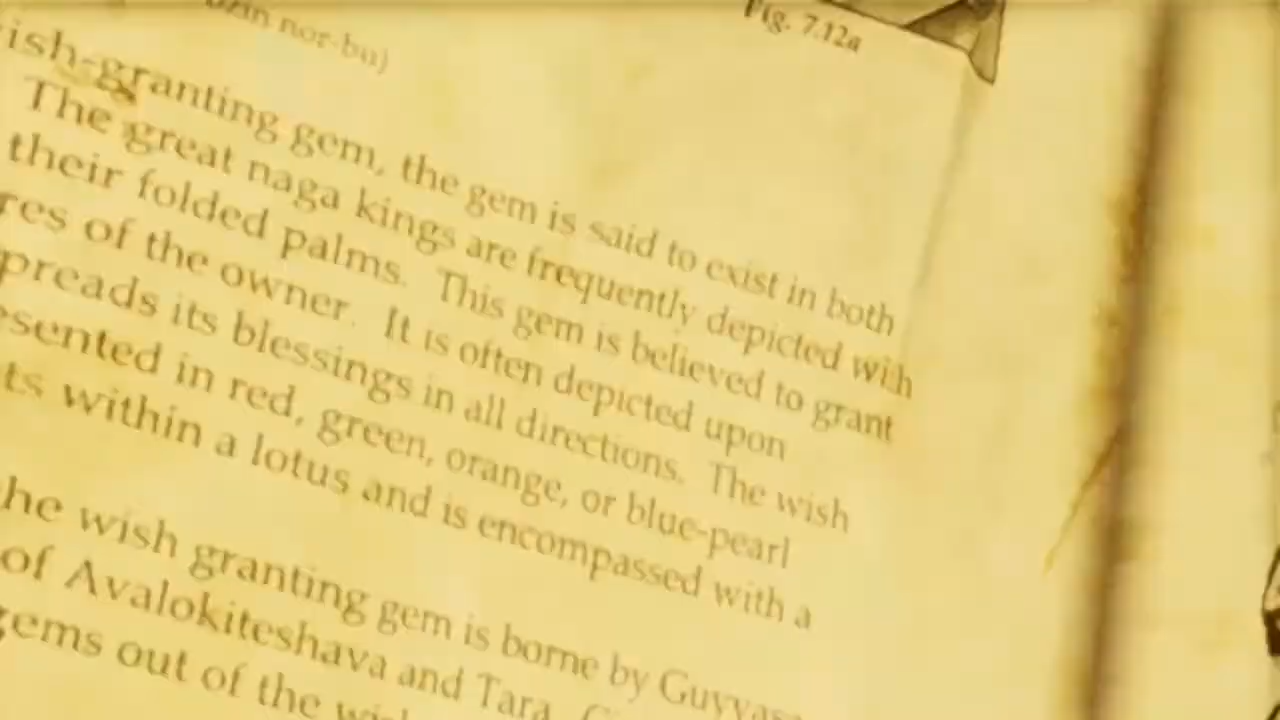 nor-bu)
Fig. 7.12a
ish-granting gem, the gem is said to exist in both
The great naga kings are frequently depicted with
their folded palms. This gem is believed to grant
res of the owner. It is often depicted upon
preads its blessings in all directions. The wish
esented in red, green, orange, or blue-pearl
ts within a lotus and is encompassed with a
he wish granting gem is borne by Guyyasa
of Avalokiteshava and Tara.
gems out of the wish